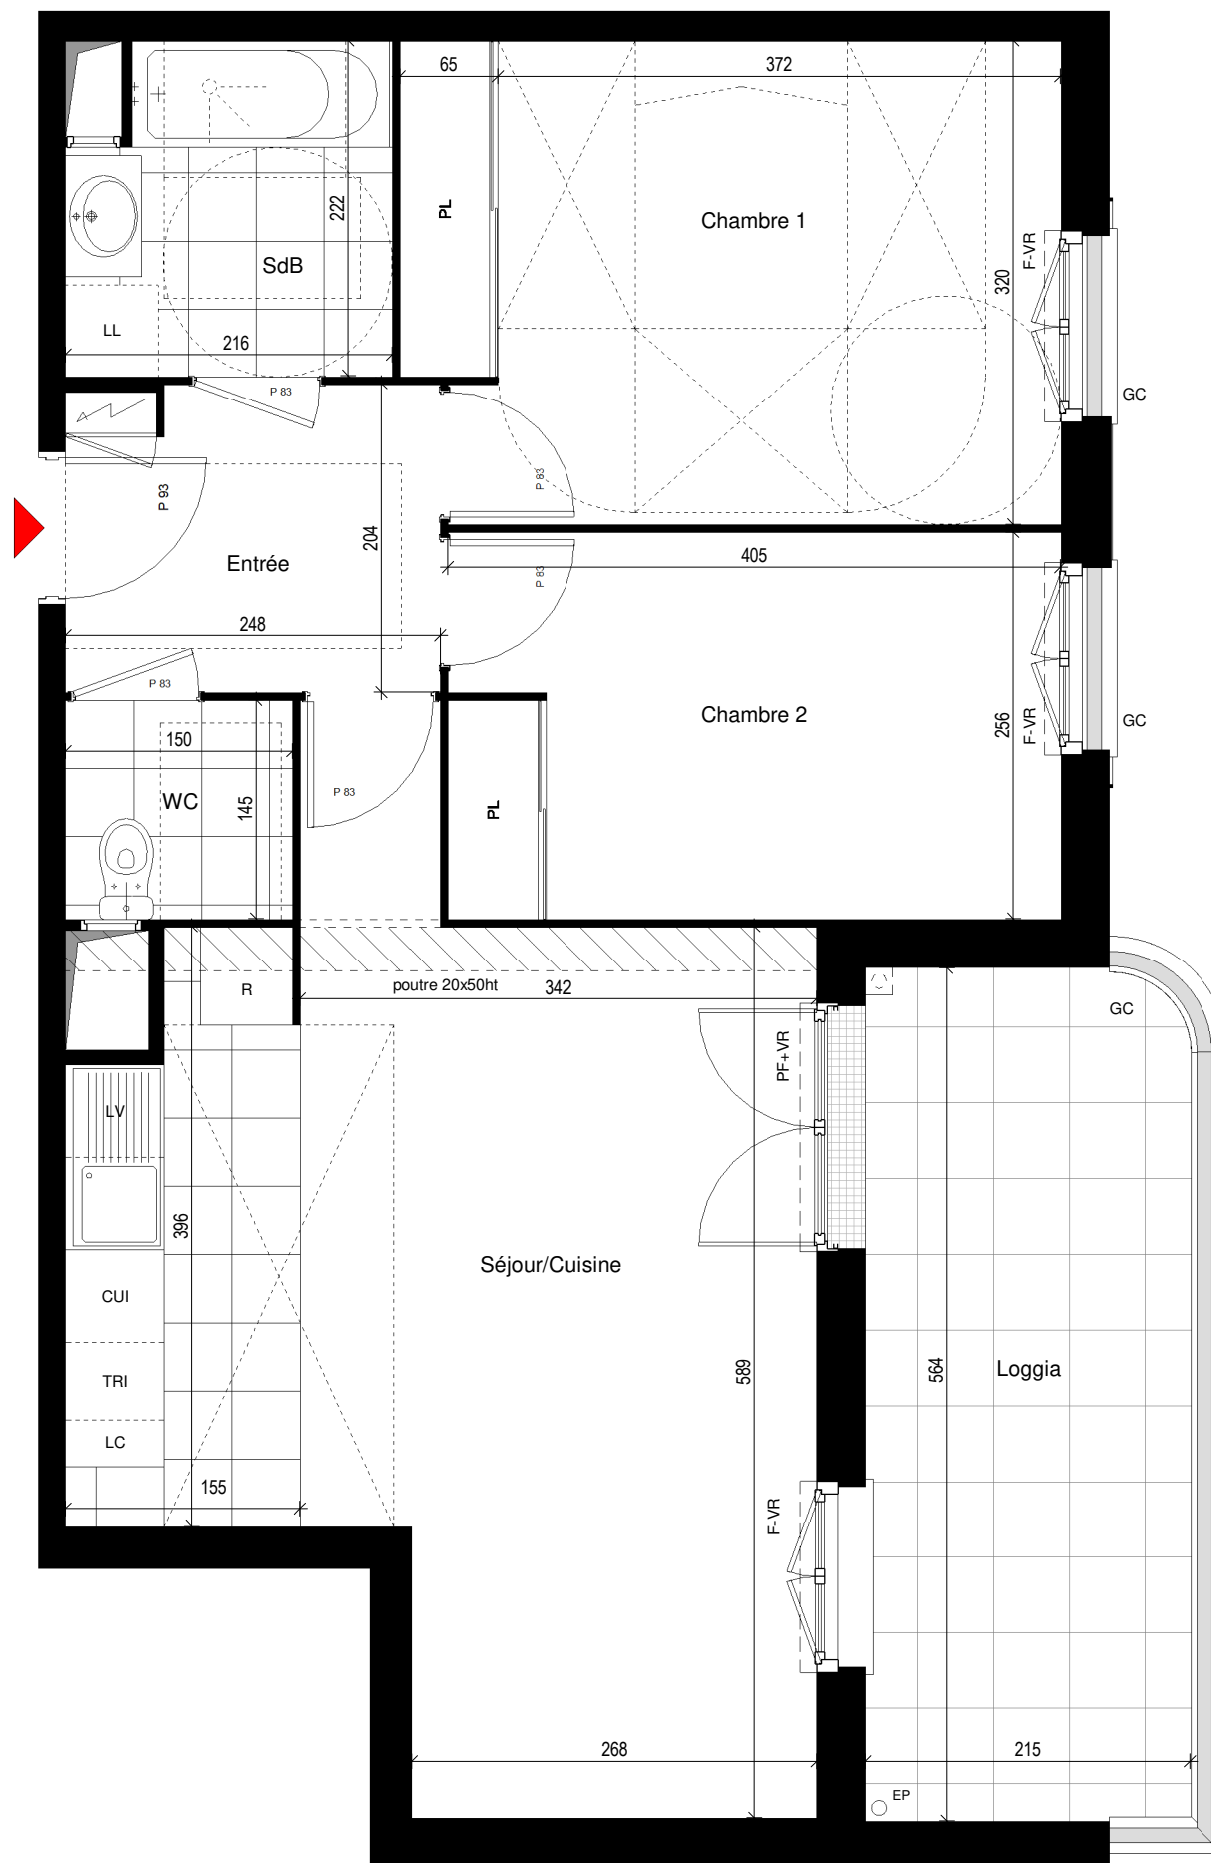 65
372
PL
Chambre 1
222
SdB
F-VR
320
LL
216
GC
P 83
P 93
P 83
204
Entrée
405
P 83
248
P 83
Chambre 2
256
F-VR
GC
150
WC
145
P 83
PL
R
poutre 20x50ht
342
GC
PF+VR
LV
396
Séjour/Cuisine
CUI
TRI
589
564
Loggia
LC
155
F-VR
268
215
EP